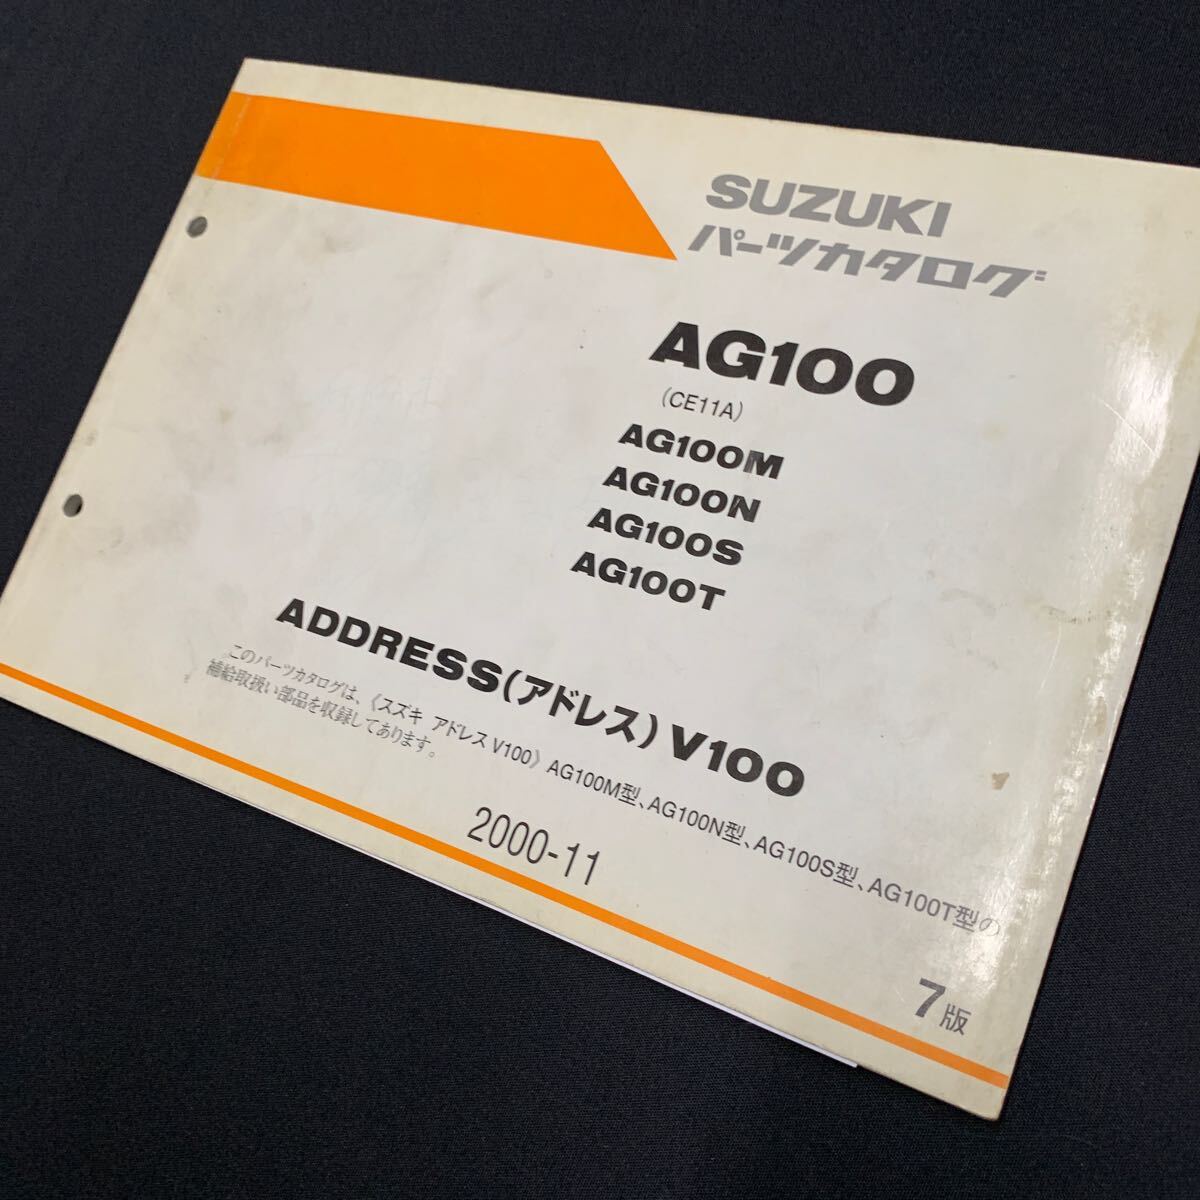 SUZUKI
パーツカタログ
AG100
(CE11A)
AG100M
AG100N
AG100S
AG100T
ADDRESS(アドレス) V100
このパーツカタログは、《スズキ アドレス V100》 AG100M型、AG100N型、AG100S型、AG100T型の
補給取扱い部品を収録してあります。
2000-11
7版